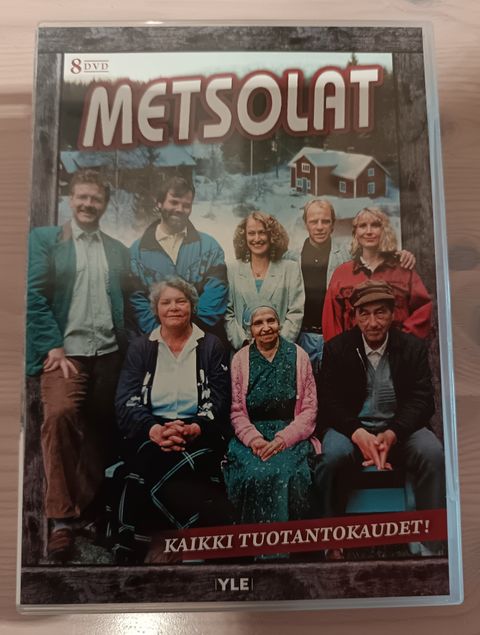 8 DVD
METSOLAT
KAIKKI TUOTANTOKAUDET!
YLE